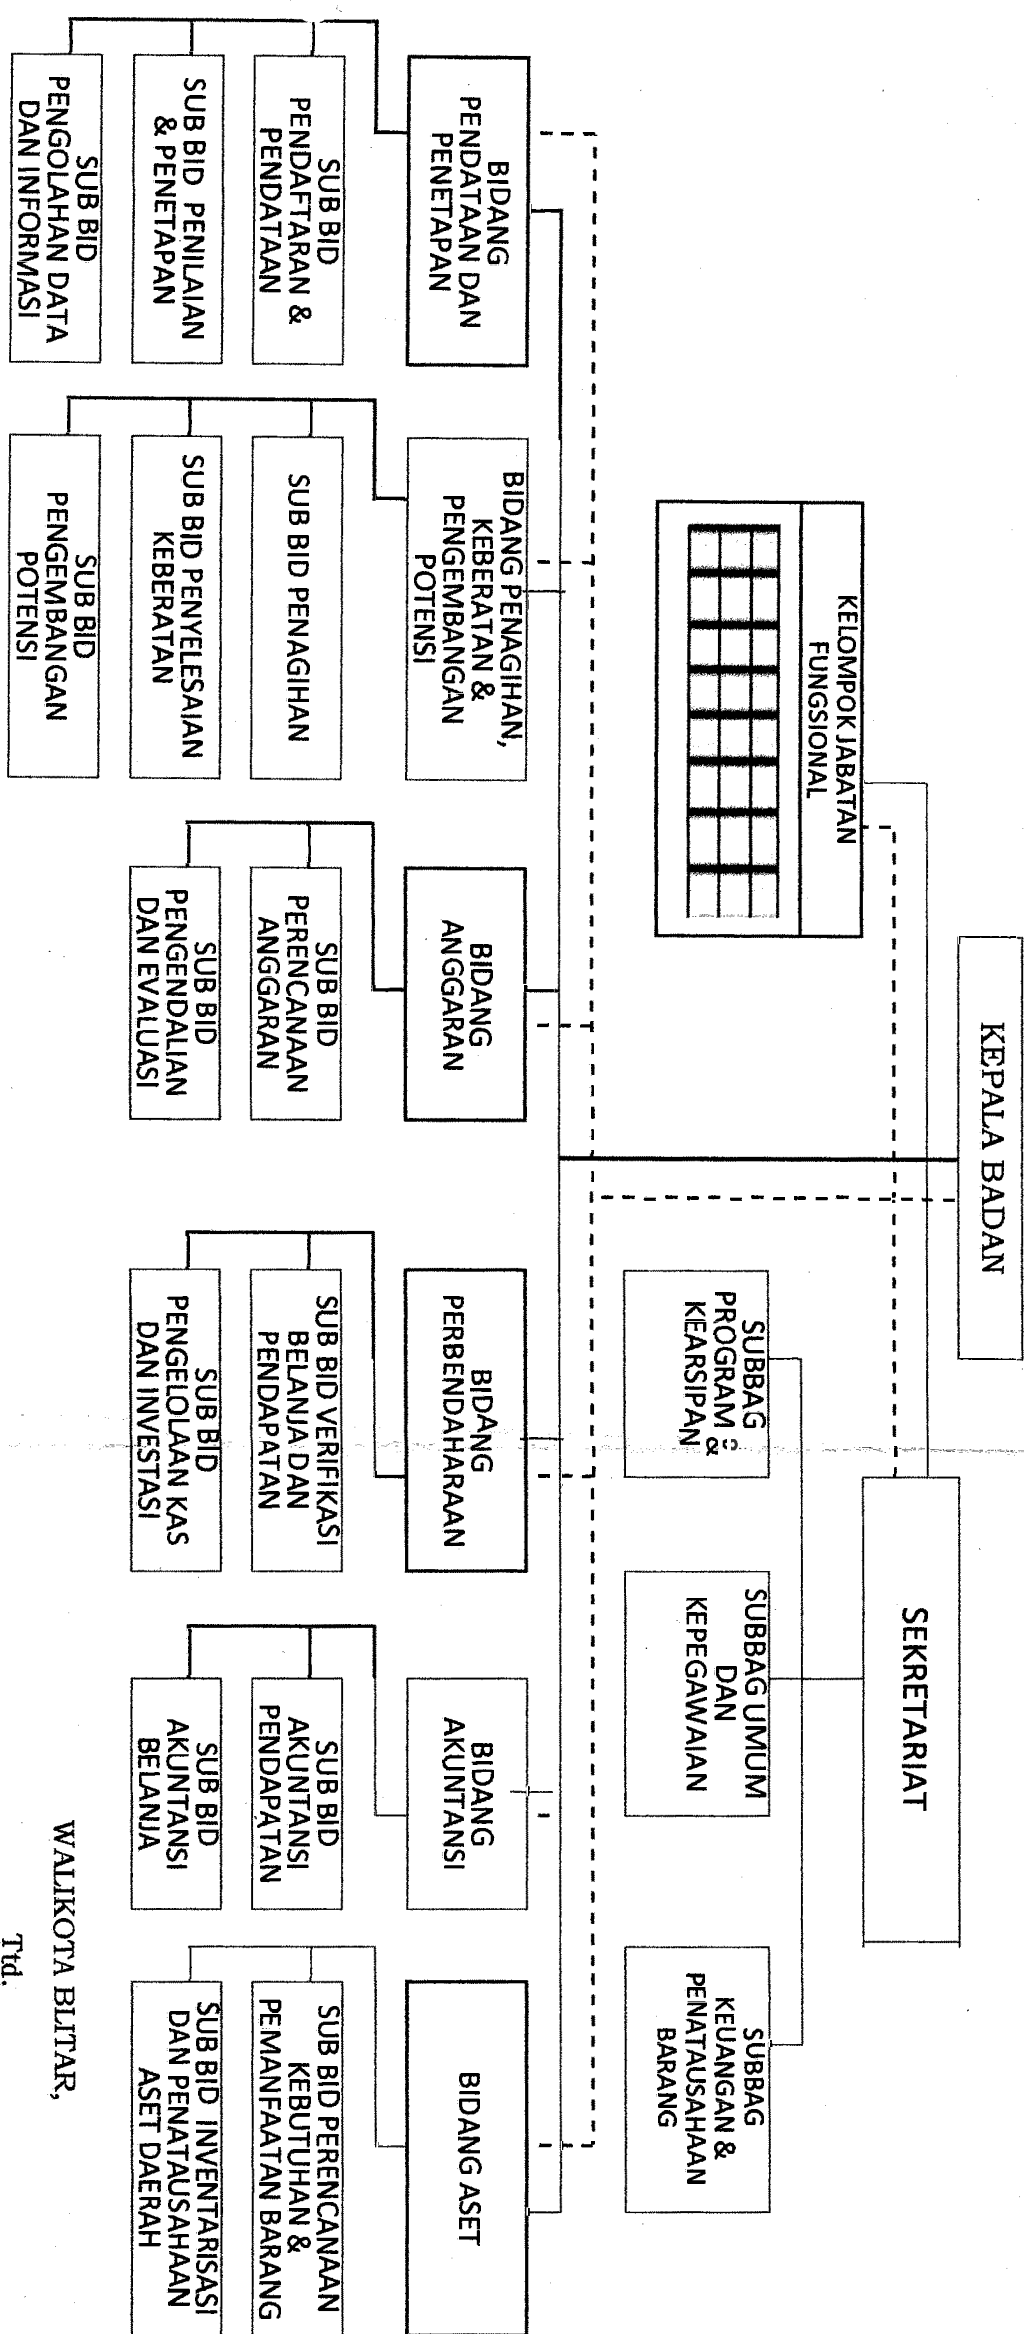 KEPALA BADAN
SEKRETARIAT
KELOMPOK JABATAN
FUNGSIONAL
SUBBAG
PROGRAM &
KEARSIPAN
SUBBAG UMUM
DAN
KEPEGAWAIAN
SUBBAG
KEUANGAN &
PENATAUSAHAAN
BARANG
BIDANG
PENDATAAN DAN
PENETAPAN
BIDANG PENAGIHAN,
KEBERATAN &
PENGEMBANGAN
POTENSI
BIDANG
ANGGARAN
BIDANG
PERBENDAHARAAN
BIDANG
AKUNTANSI
BIDANG ASET
SUB BID
PENDAFTARAN &
PENDATAAN
SUB BID PENAGIHAN
SUB BID
PERENCANAAN
ANGGARAN
SUB BID VERIFIKASI
BELANJA DAN
PENDAPATAN
SUB BID
AKUNTANSI
PENDAPATAN
SUB BID PERENCANAAN
KEBUTUHAN &
PEMANFAATAN BARANG
SUB BID PENILAIAN
& PENETAPAN
SUB BID PENYELESAIAN
KEBERATAN
SUB BID
PENGENDALIAN
DAN EVALUASI
SUB BID
PENGELOLAAN KAS
DAN INVESTASI
SUB BID
AKUNTANSI
BELANJA
SUB BID INVENTARISASI
DAN PENATAUSAHAAN
ASET DAERAH
SUB BID
PENGOLAHAN DATA
DAN INFORMASI
SUB BID
PENGEMBANGAN
POTENSI
WALIKOTA BLITAR,
Ttd.